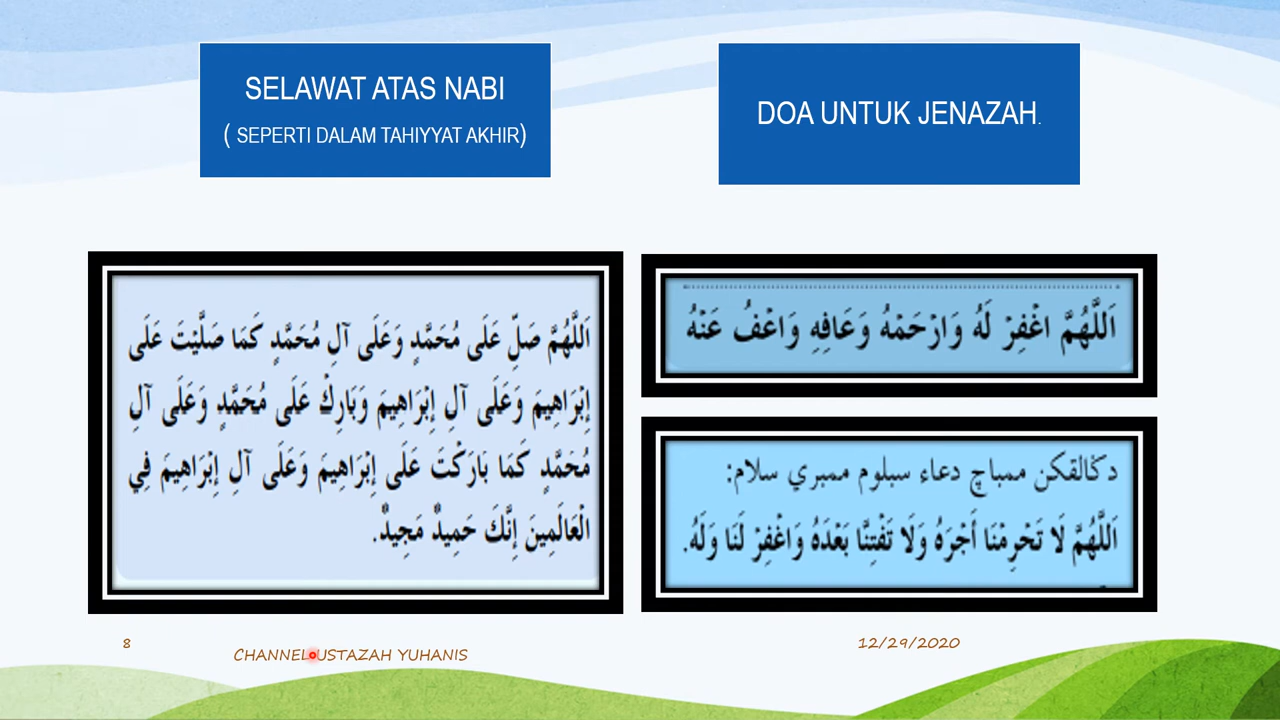 SELAWAT ATAS NABI
( SEPERTI DALAM TAHIYYAT AKHIR)
DOA UNTUK JENAZAH.
اَللَّهُمَّ صَلِّ عَلَى مُحَمَّدٍ وَعَلَى آلِ مُحَمَّدٍ كَمَا صَلَّيْتَ عَلَى
إِبْرَاهِيمَ وَعَلَى آلِ إِبْرَاهِيمَ وَبَارِكْ عَلَى مُحَمَّدٍ وَعَلَى آلِ
مُحَمَّدٍ كَمَا بَارَكْتَ عَلَى إِبْرَاهِيمَ وَعَلَى آلِ إِبْرَاهِيمَ فِي
الْعَالَمِينَ إِنَّكَ حَمِيدٌ مَجِيدٌ.
اَللَّهُمَّ اغْفِرْ لَهُ وَارْحَمْهُ وَعَافِهِ وَاعْفُ عَنْهُ
دݢالقکن ممباچ دعاء سبلوم ممبري سلام:
اَللَّهُمَّ لَا تَحْرِمْنَا أَجْرَهُ وَلَا تَفْتِنَّا بَعْدَهُ وَاغْفِرْ لَنَا وَلَهُ.
8
CHANNEL USTAZAH YUHANIS
12/29/2020